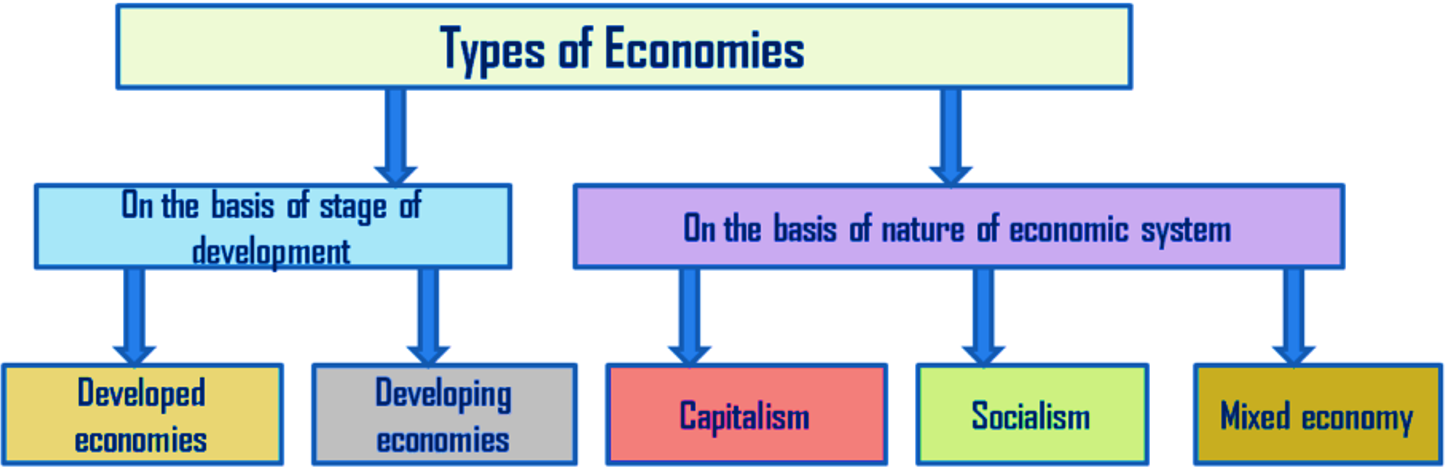 Types of Economies
On the basis of stage of
development
On the basis of nature of economic system
Developed
economies
Developing
economies
Capitalism
Socialism
Mixed economy